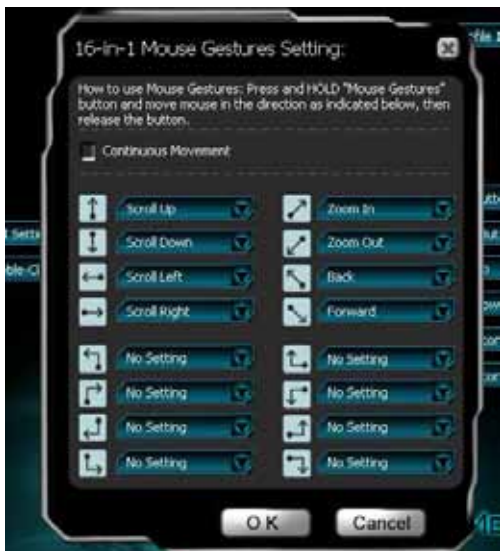 16-in-1 Mouse Gestures Setting:
How to use Mouse Gestures: Press and HOLD "Mouse Gestures"
button and move mouse in the direction as indicated below, then
release the button.
Continuous Movement
Scroll Up
Zoom In
Scroll Down
Zoom Out
Scroll Left
Back
Scroll Right
Forward
No Setting
No Setting
No Setting
No Setting
No Setting
No Setting
No Setting
No Setting
OK
Cancel